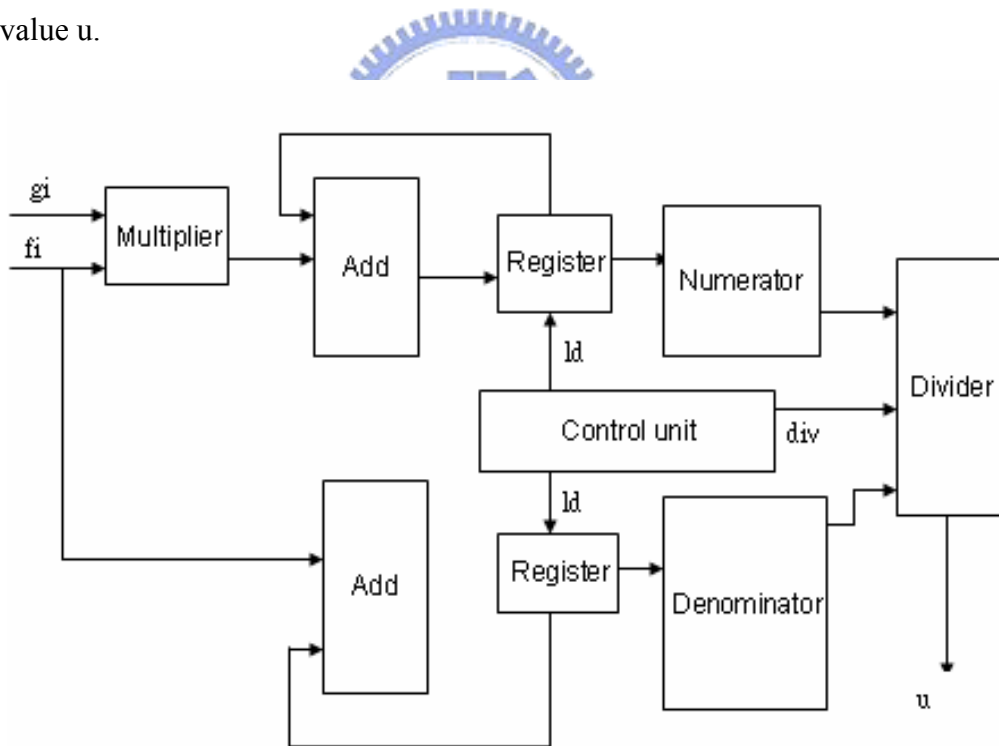 value u.
gi
Multiplier
fi
Add
Register
Numerator
ld
Divider
Control unit
div
ld
Add
Register
Denominator
u